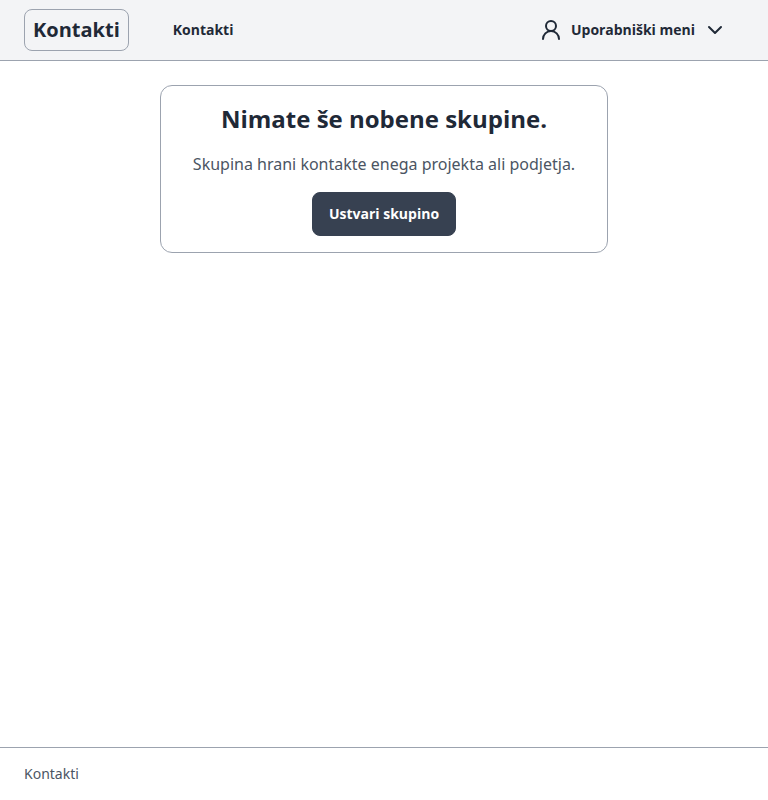 Kontakti
Kontakti
Uporabniški meni
Nimate še nobene skupine.
Skupina hrani kontakte enega projekta ali podjetja.
Ustvari skupino
Kontakti